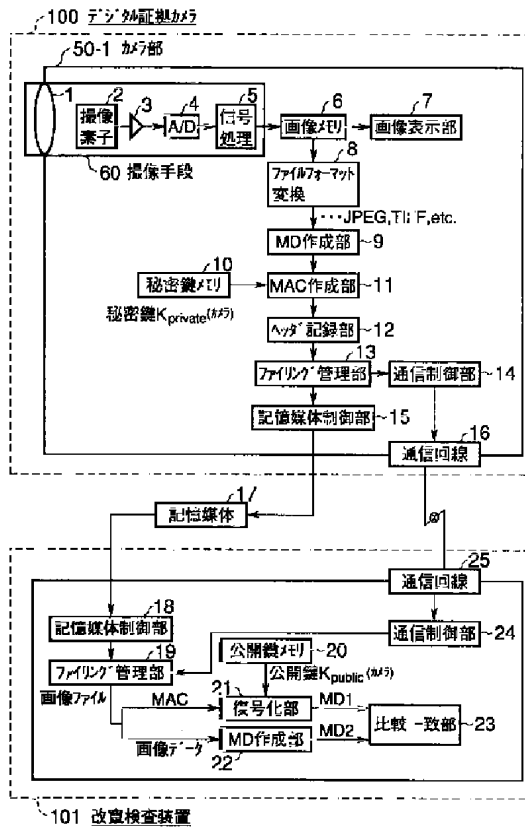 100 デジタル証拠カメラ
50-1 カメラ部
1
2
3
4
5
6
7
撮像素子
A/D
信号処理
画像メモリ
画像表示部
60 撮像手段
8
ファイルフォーマット変換
・・・JPEG,TIFF,etc.
MD作成部
9
10
秘密鍵メモリ
MAC作成部
11
秘密鍵Kprivate(カメラ)
ヘッダ記録部
12
13
ファイリング管理部
通信制御部
14
記憶媒体制御部
15
16
通信回線
17
記憶媒体
25
通信回線
18
記憶媒体制御部
通信制御部
24
19
公開鍵メモリ
20
ファイリング管理部
公開鍵Kpublic(カメラ)
画像ファイル
21
MAC
復号化部
MD1
比較一致部
23
画像データ
MD作成部
MD2
22
101 改竄検査装置